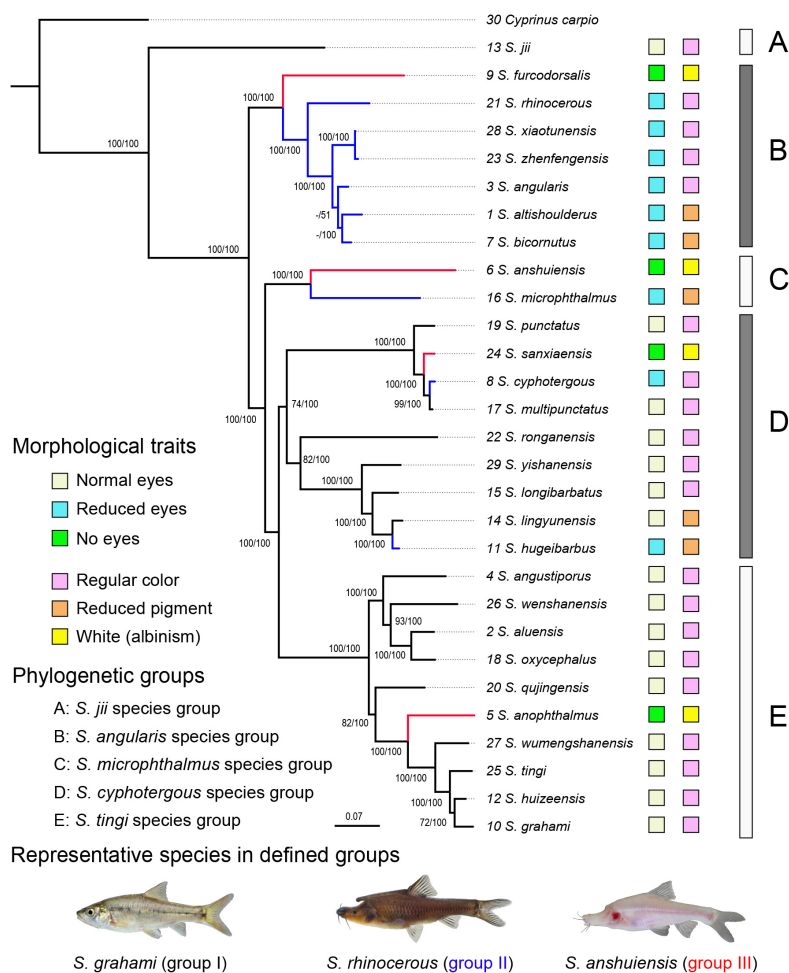 30 Cyprinus carpio
13 S. jii
A
9 S. furcodorsalis
100/100
21 S. rhinocerous
28 S. xiaotunensis
100/100
100/100
100/100
23 S. zhenfengensis
B
100/100
3 S. angularis
-/51
1 S. altishoulderus
-/100
7 S. bicornutus
100/100
6 S. anshuiensis
100/100
C
16 S. microphthalmus
19 S. punctatus
100/100
24 S. sanxiaensis
100/100
8 S. cyphotergous
99/100
17 S. multipunctatus
74/100
100/100
D
22 S. ronganensis
82/100
29 S. yishanensis
100/100
15 S. longibarbatus
100/100
14 S. lingyunensis
100/100
100/100
11 S. hugeibarbus
4 S. angustiporus
100/100
26 S. wenshanensis
93/100
2 S. aluensis
100/100
100/100
18 S. oxycephalus
20 S. qujingensis
82/100
5 S. anophthalmus
E
100/100
27 S. wumengshanensis
100/100
25 S. tingi
100/100
12 S. huizeensis
72/100
10 S. grahami
0.07
Morphological traits
Normal eyes
Reduced eyes
No eyes
Regular color
Reduced pigment
White (albinism)
Phylogenetic groups
A: S. jii species group
B: S. angularis species group
C: S. microphthalmus species group
D: S. cyphotergous species group
E: S. tingi species group
Representative species in defined groups
S. grahami (group I)
S. rhinocerous (group II)
S. anshuiensis (group III)